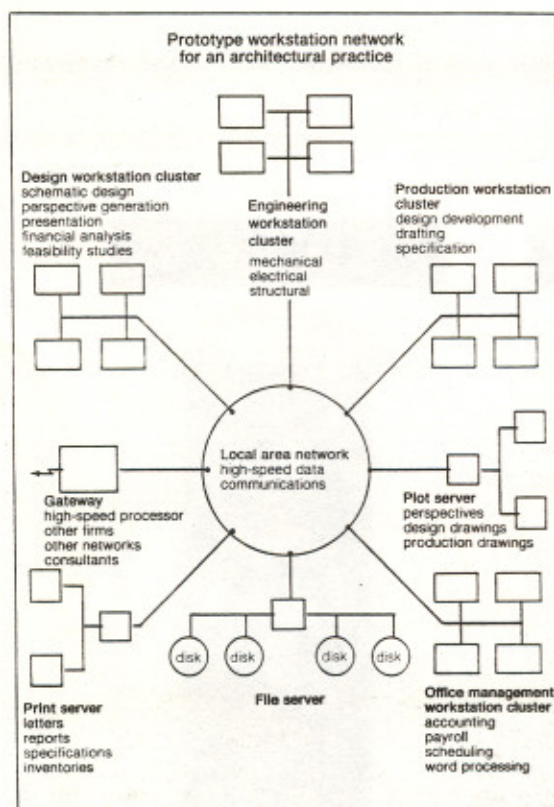 Prototype workstation network
for an architectural practice
Design workstation cluster
schematic design
perspective generation
presentation
financial analysis
feasibility studies
Engineering
workstation
cluster
mechanical
electrical
structural
Production workstation
cluster
design development
drafting
specification
Local area network
high-speed data
communications
Gateway
high-speed processor
other firms
other networks
consultants
Plot server
perspectives
design drawings
production drawings
Print server
letters
reports
specifications
inventories
disk
disk
disk
disk
File server
Office management
workstation cluster
accounting
payroll
scheduling
word processing